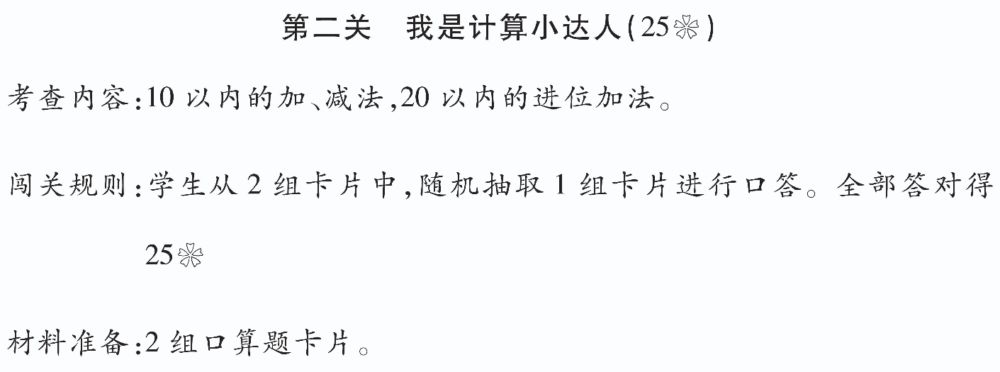 第二关　我是计算小达人(25❀)
考查内容:10 以内的加、减法,20 以内的进位加法。
闯关规则:学生从 2 组卡片中,随机抽取 1 组卡片进行口答。全部答对得
25❀
材料准备:2 组口算题卡片。